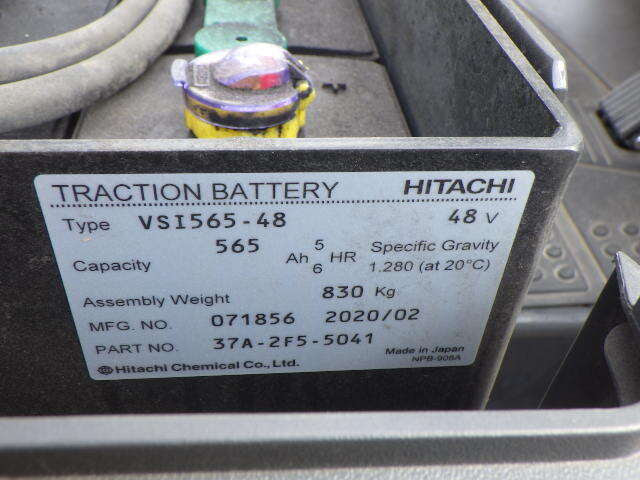 TRACTION BATTERY HITACHI
Type VSI565-48 48 V
Capacity 565 Ah 5 6 HR Specific Gravity 1.280 (at 20°C)
Assembly Weight 830 Kg
MFG. NO. 071856 2020/02
PART NO. 37A-2F5-5041 Made in Japan
Hitachi Chemical Co., Ltd. NPB-908A